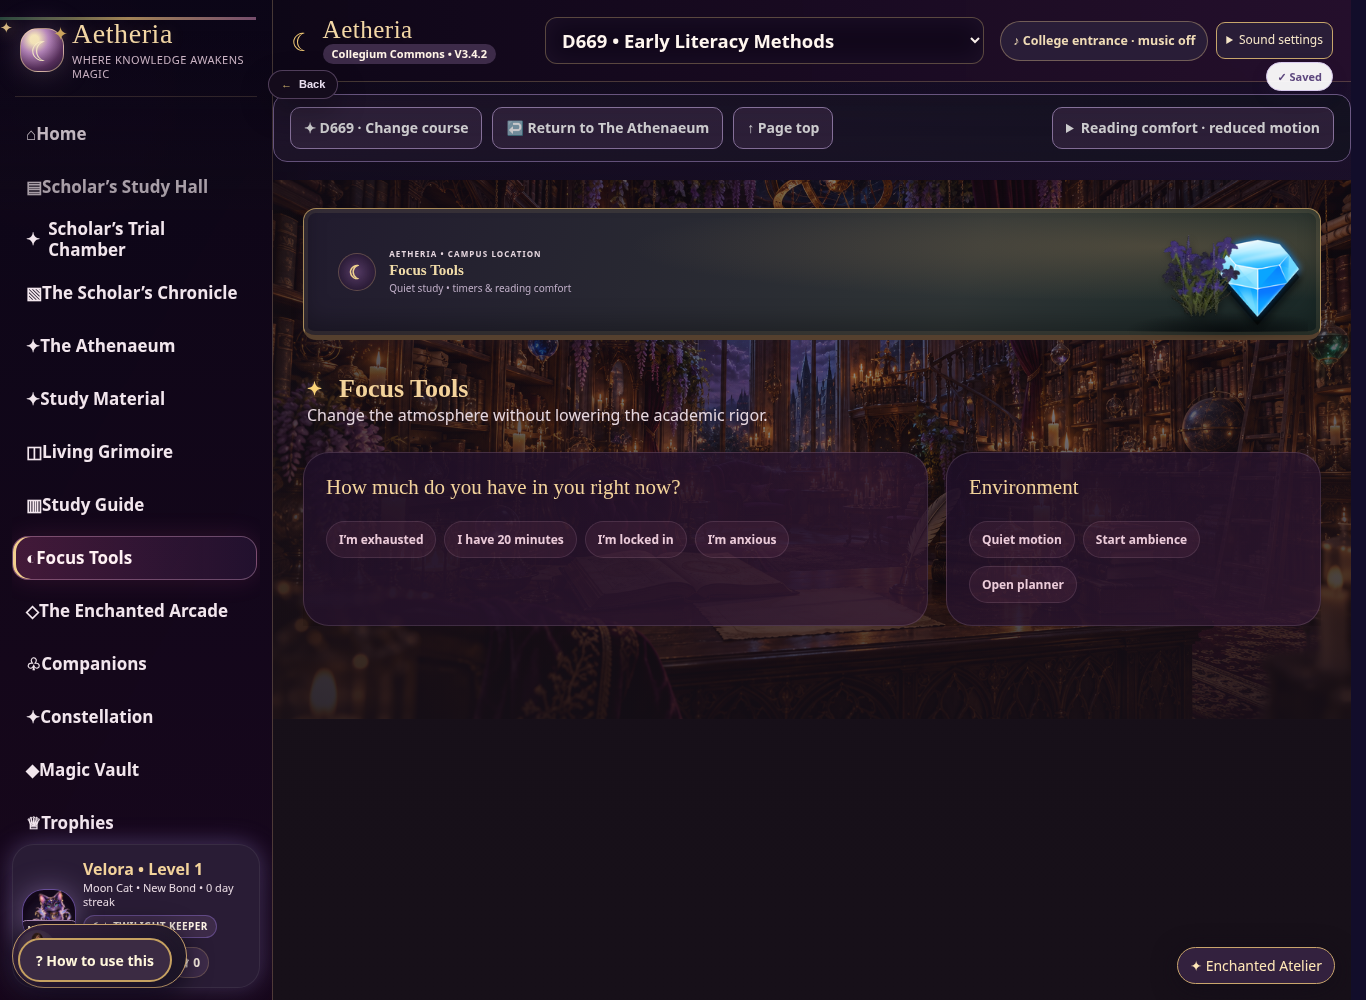 Aetheria
WHERE KNOWLEDGE AWAKENS
MAGIC
Home
Scholar’s Study Hall
Scholar’s Trial
Chamber
The Scholar’s Chronicle
The Athenaeum
Study Material
Living Grimoire
Study Guide
Focus Tools
The Enchanted Arcade
Companions
Constellation
Magic Vault
Trophies
Velora • Level 1
Moon Cat • New Bond • 0 day
streak
KEEPER
0
? How to use this
Aetheria
Collegium Commons • V3.4.2
D669 • Early Literacy Methods
♪ College entrance · music off
▶ Sound settings
✓ Saved
← Back
✦ D669 · Change course
↩ Return to The Athenaeum
↑ Page top
▶ Reading comfort · reduced motion
AETHERIA • CAMPUS LOCATION
Focus Tools
Quiet study • timers & reading comfort
✦ Focus Tools
Change the atmosphere without lowering the academic rigor.
How much do you have in you right now?
I’m exhausted
I have 20 minutes
I’m locked in
I’m anxious
Environment
Quiet motion
Start ambience
Open planner
✦ Enchanted Atelier